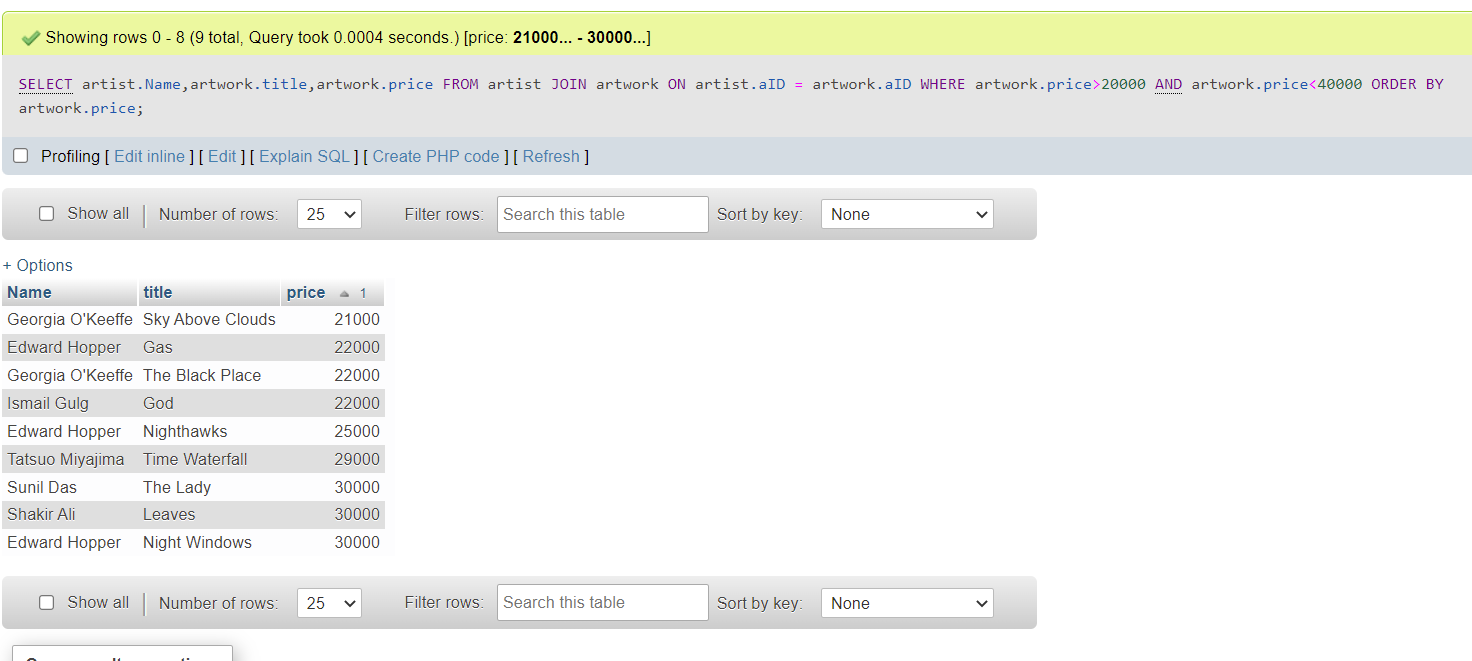 Showing rows 0 - 8 (9 total, Query took 0.0004 seconds.) [price: 21000... - 30000...]
SELECT artist.Name,artwork.title,artwork.price FROM artist JOIN artwork ON artist.aID = artwork.aID WHERE artwork.price>20000 AND artwork.price<40000 ORDER BY
artwork.price;
Profiling [ Edit inline ] [ Edit ] [ Explain SQL ] [ Create PHP code ] [ Refresh ]
Show all Number of rows: 25 Filter rows: Search this table Sort by key: None
+ Options
Name title price 1
Georgia O'Keeffe Sky Above Clouds 21000
Edward Hopper Gas 22000
Georgia O'Keeffe The Black Place 22000
Ismail Gulg God 22000
Edward Hopper Nighthawks 25000
Tatsuo Miyajima Time Waterfall 29000
Sunil Das The Lady 30000
Shakir Ali Leaves 30000
Edward Hopper Night Windows 30000
Show all Number of rows: 25 Filter rows: Search this table Sort by key: None